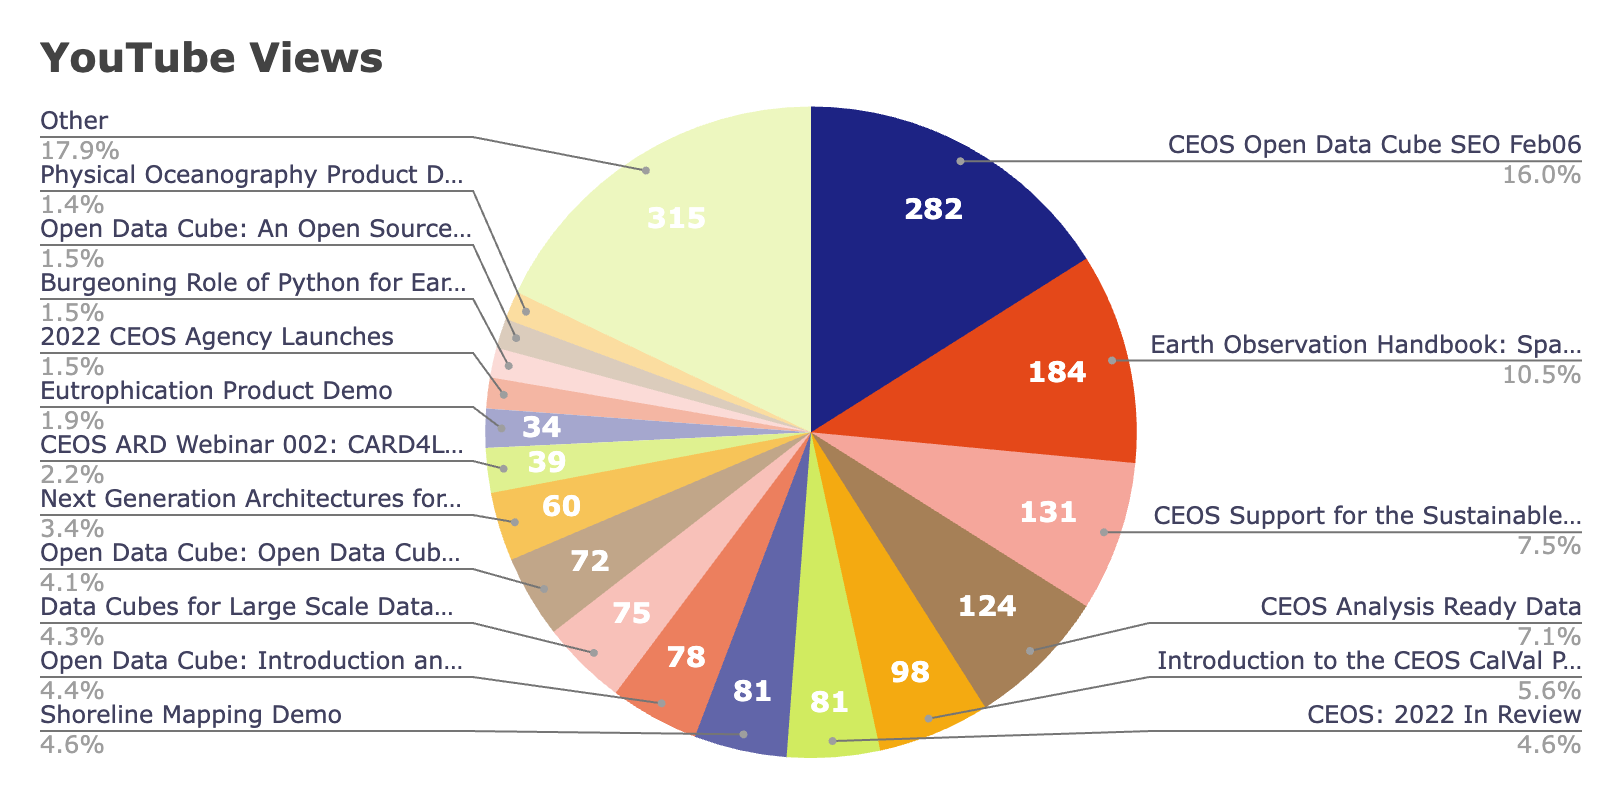 YouTube Views
Other
17.9%
Physical Oceanography Product D...
1.4%
Open Data Cube: An Open Source...
1.5%
Burgeoning Role of Python for Ear...
1.5%
2022 CEOS Agency Launches
1.5%
Eutrophication Product Demo
1.9%
CEOS ARD Webinar 002: CARD4L...
2.2%
Next Generation Architectures for...
3.4%
Open Data Cube: Open Data Cub...
4.1%
Data Cubes for Large Scale Data...
4.3%
Open Data Cube: Introduction an...
4.4%
Shoreline Mapping Demo
4.6%
315
34
39
60
72
75
78
81
81
98
124
131
184
282
CEOS Open Data Cube SEO Feb06
16.0%
Earth Observation Handbook: Spa...
10.5%
CEOS Support for the Sustainable...
7.5%
CEOS Analysis Ready Data
7.1%
Introduction to the CEOS CalVal P...
5.6%
CEOS: 2022 In Review
4.6%